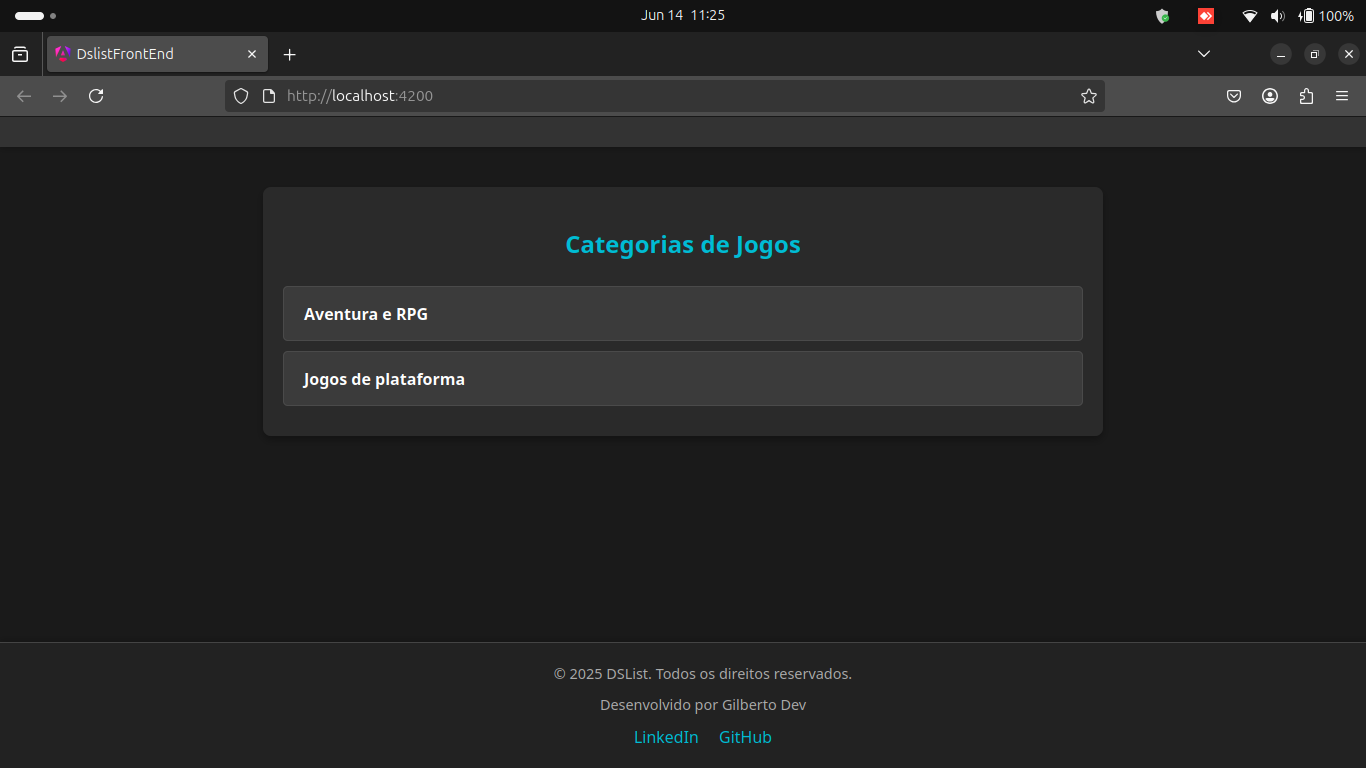 Jun 14 11:25
100%
DslistFrontEnd
http://localhost:4200
Categorias de Jogos
Aventura e RPG
Jogos de plataforma
© 2025 DSList. Todos os direitos reservados.
Desenvolvido por Gilberto Dev
LinkedIn GitHub